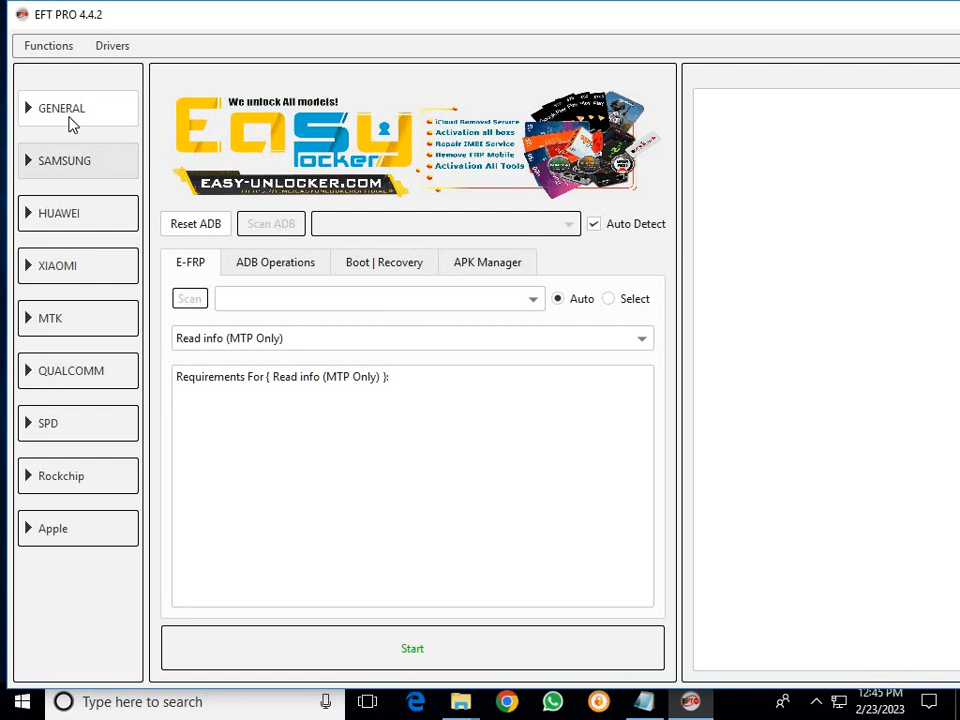 EFT PRO 4.4.2
Functions Drivers
GENERAL
SAMSUNG
HUAWEI
XIAOMI
MTK
QUALCOMM
SPD
Rockchip
Apple
We unlock All models!
Easy
locker
EASY-UNLOCKER.COM
iCloud Removal Service
Activation all boxs
Repair IMEI Service
Remove FRP Mobile
Activation All Tools
Reset ADB Scan ADB Auto Detect
E-FRP ADB Operations Boot | Recovery APK Manager
Scan Auto Select
Read info (MTP Only)
Requirements For { Read info (MTP Only) }:
Start
Type here to search
12:45 PM
2/23/2023